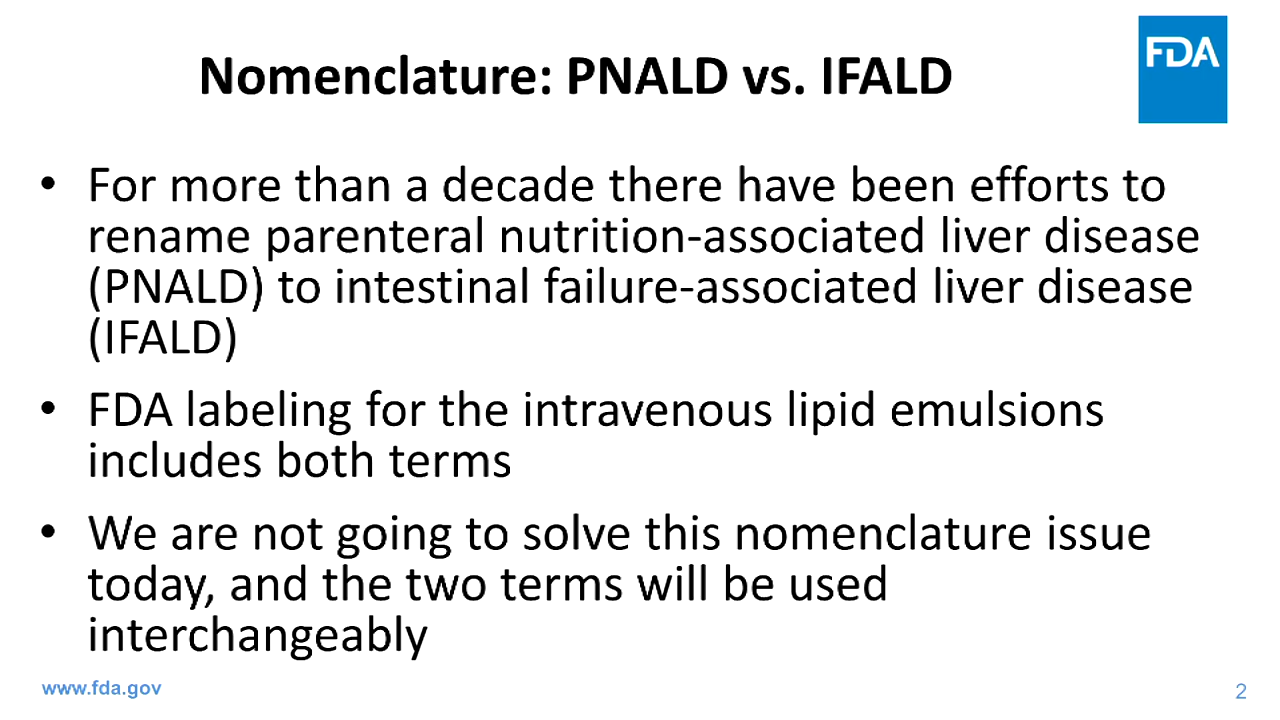 Nomenclature: PNALD vs. IFALD
FDA
• For more than a decade there have been efforts to
rename parenteral nutrition-associated liver disease
(PNALD) to intestinal failure-associated liver disease
(IFALD)
• FDA labeling for the intravenous lipid emulsions
includes both terms
• We are not going to solve this nomenclature issue
today, and the two terms will be used
interchangeably
www.fda.gov
2